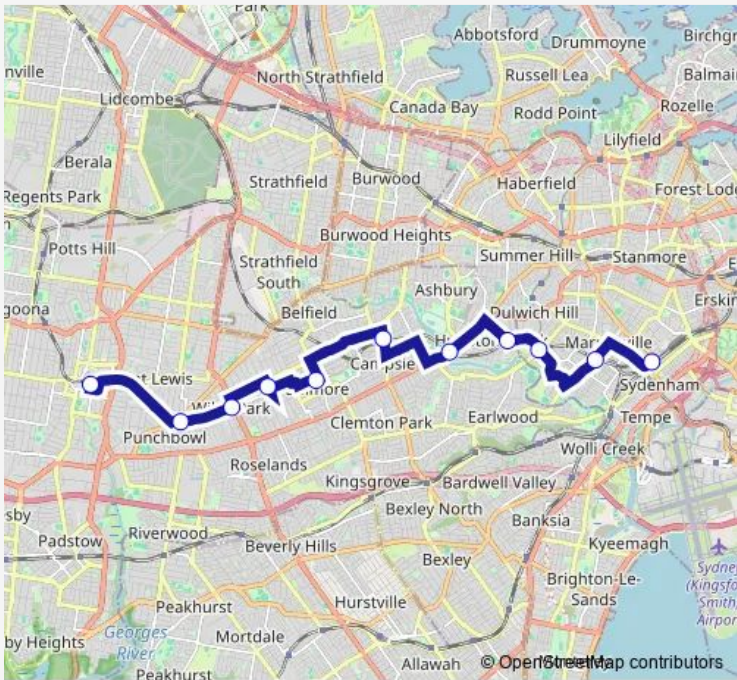 Park
Abbotsford
Birchgr
Drummoyne
nville
North Strathfield
Russell Lea
Balmai
Lidcombe
Canada Bay
Rodd Point
Rozelle
Lilyfield
Berala
Strathfield
Burwood
Haberfield
Regents Park
Forest Lod
Burwood Heights
Potts Hill
Summer Hill
Stanmore
Strathfield
South
Ashbury
Erskin
goona
Belfield
Dulwich Hill
Campsie
Sydenham
Punchbowl
Clemton Park
Earlwood
Tempe
Roselands
Wolli Creek
Kingsgrove
Bardwell Valley
Bexley North
Banksia
Riverwood
Padstow
Beverly Hills
Kyeemagh
Bexley
Brighton-Le-
Sands
Sydne
(Kingsfo
Smith
Airpor
Peakhurst
Hurstville
by Heights
Georges
River
Mortdale
Allawah
Peakhurst
© OpenStreetMap contributors